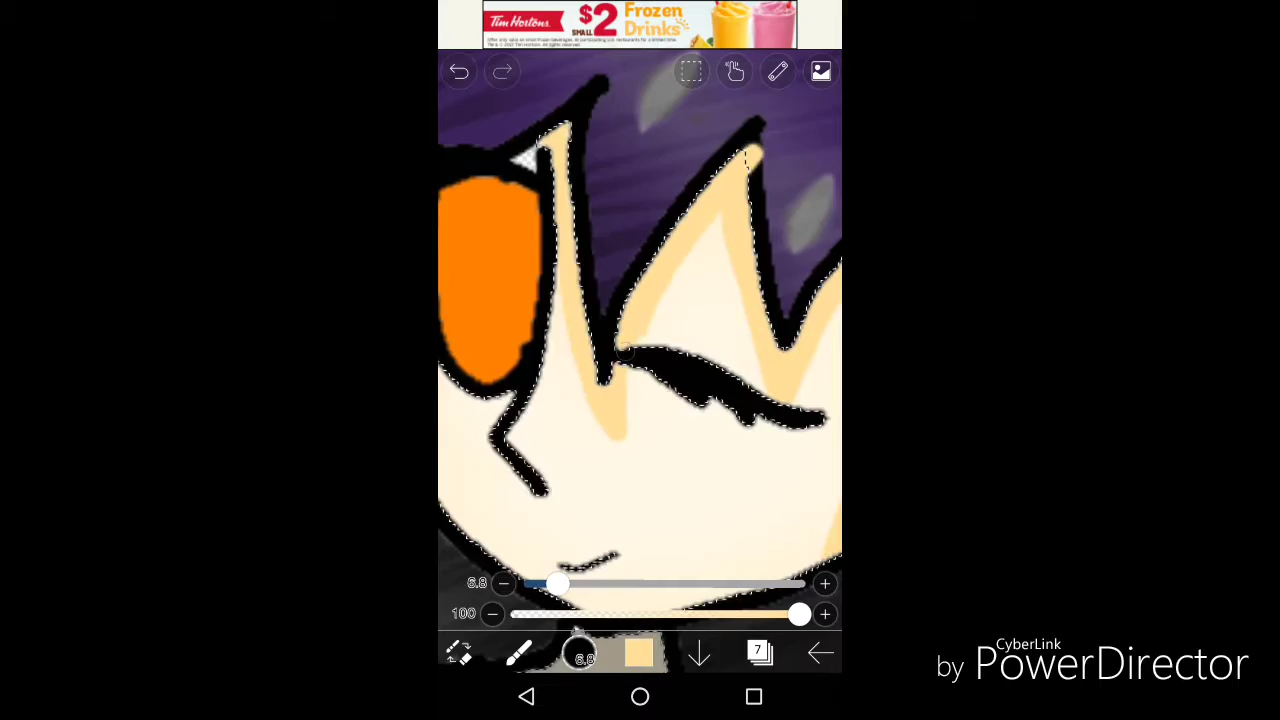 Tim Hortons.
$2
SMALL
Frozen
Drinks
6.8
100
6.8
7
CyberLink
by PowerDirector